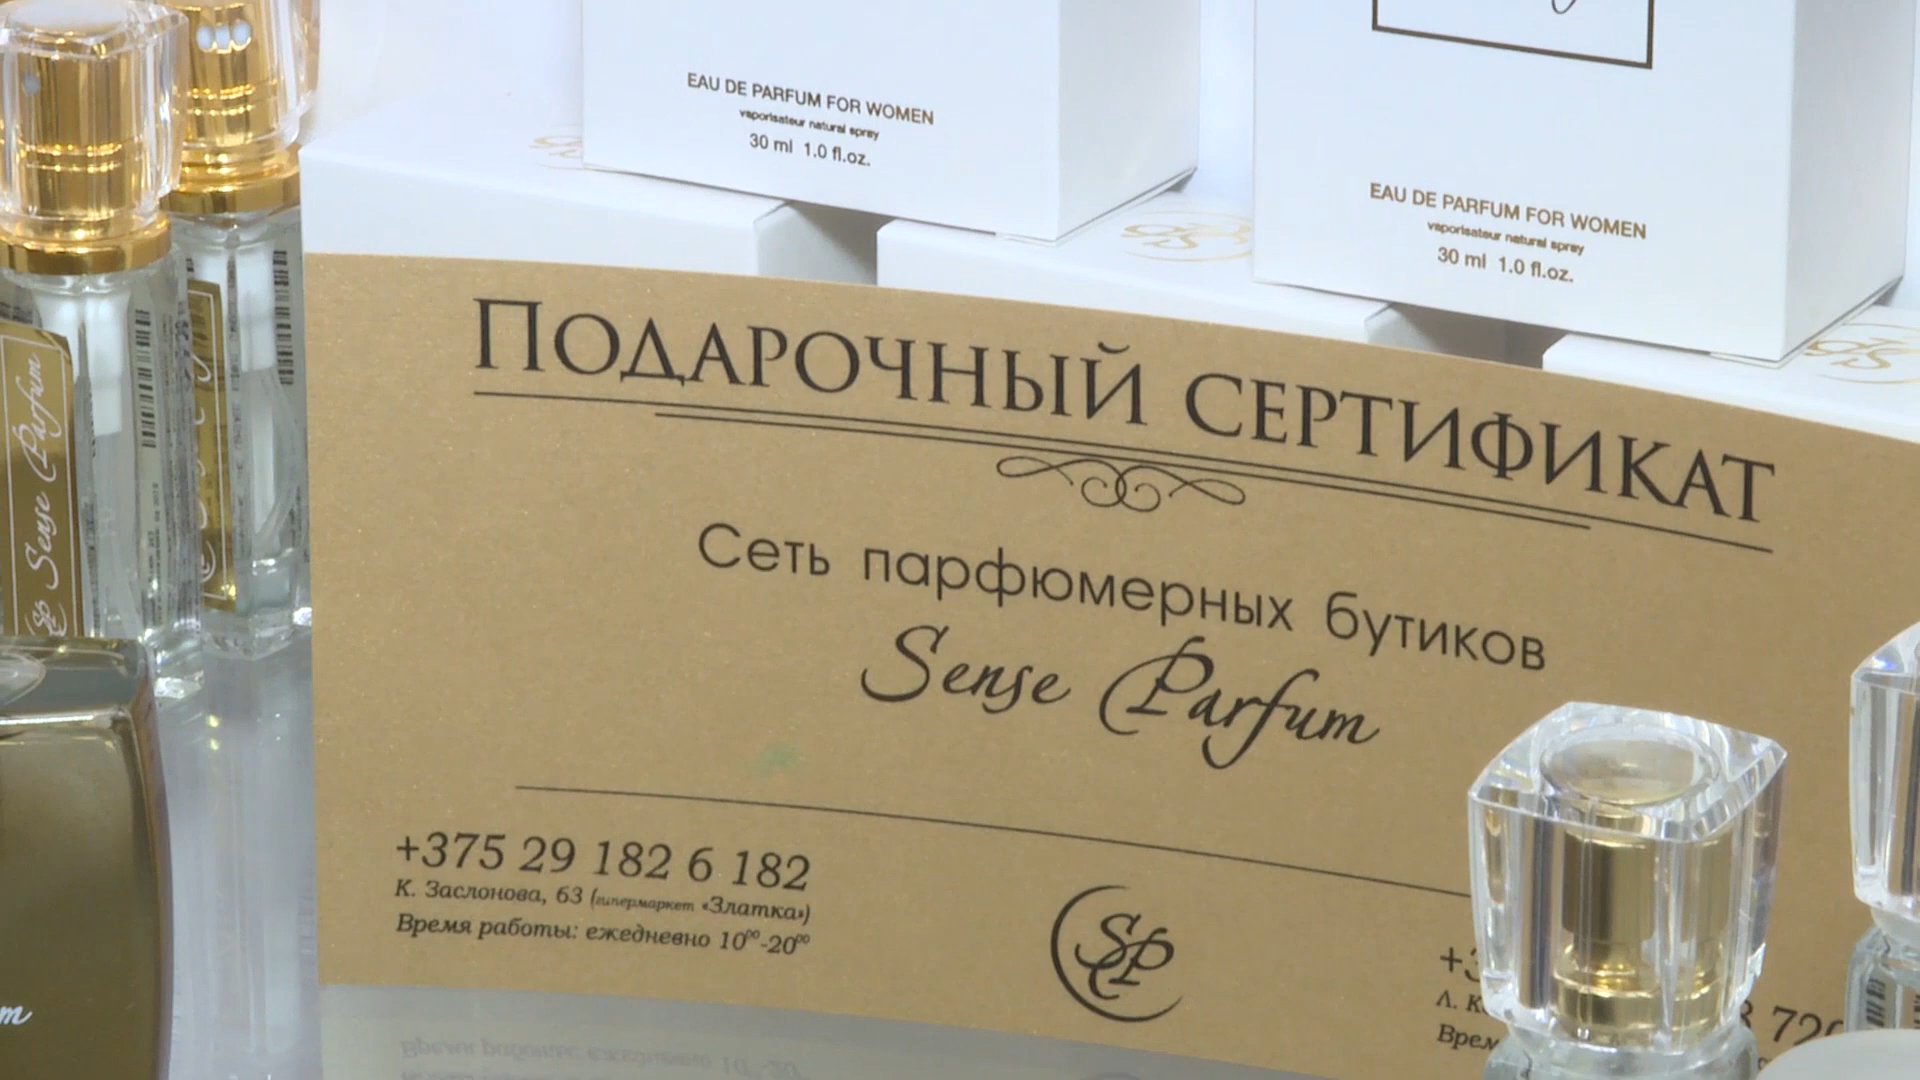 EAU DE PARFUM FOR WOMEN
vaporisateur natural spray
30 ml 1.0 fl.oz.
EAU DE PARFUM FOR WOMEN
vaporisateur natural spray
30 ml 1.0 fl.oz.
Подарочный сертификат
Сеть парфюмерных бутиков
Sense Parfum
+375 29 182 6 182
К. Заслонова, 63 (гипермаркет «Златка»)
Время работы: ежедневно 10⁰⁰-20⁰⁰
SP
Sense Parfum